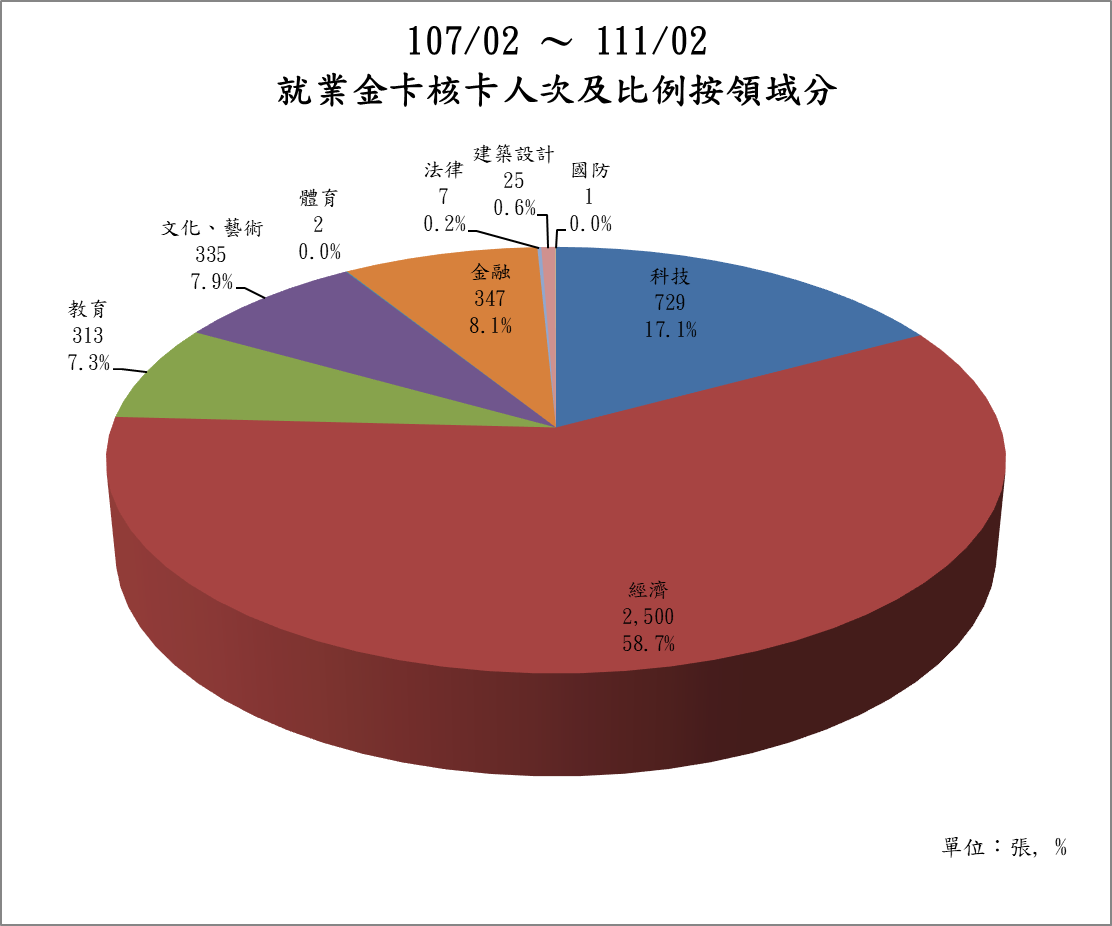 107/02 ～ 111/02
就業金卡核卡人次及比例按領域分
建築設計
25
0.6%
國防
1
0.0%
法律
7
0.2%
體育
2
0.0%
文化、藝術
335
7.9%
教育
313
7.3%
金融
347
8.1%
科技
729
17.1%
經濟
2,500
58.7%
單位：張, %